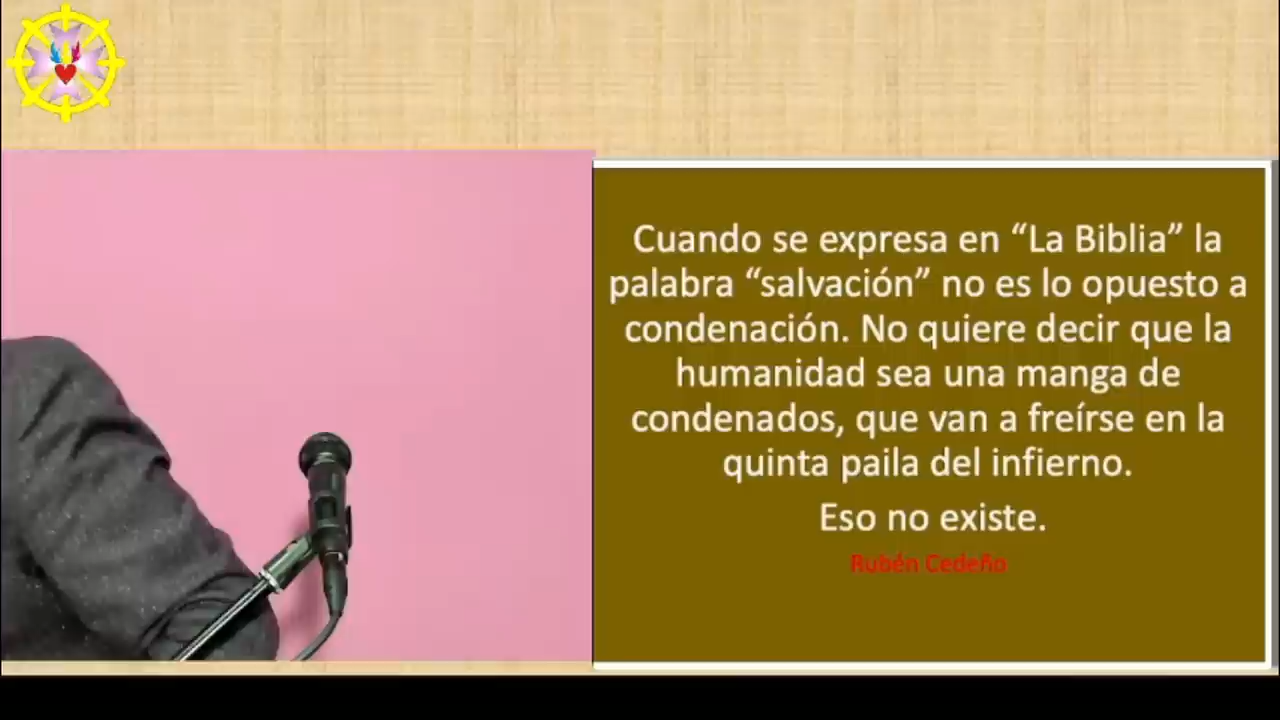 Cuando se expresa en “La Biblia” la
palabra “salvación” no es lo opuesto a
condenación. No quiere decir que la
humanidad sea una manga de
condenados, que van a freírse en la
quinta paila del infierno.
Eso no existe.
Rubén Cedeño